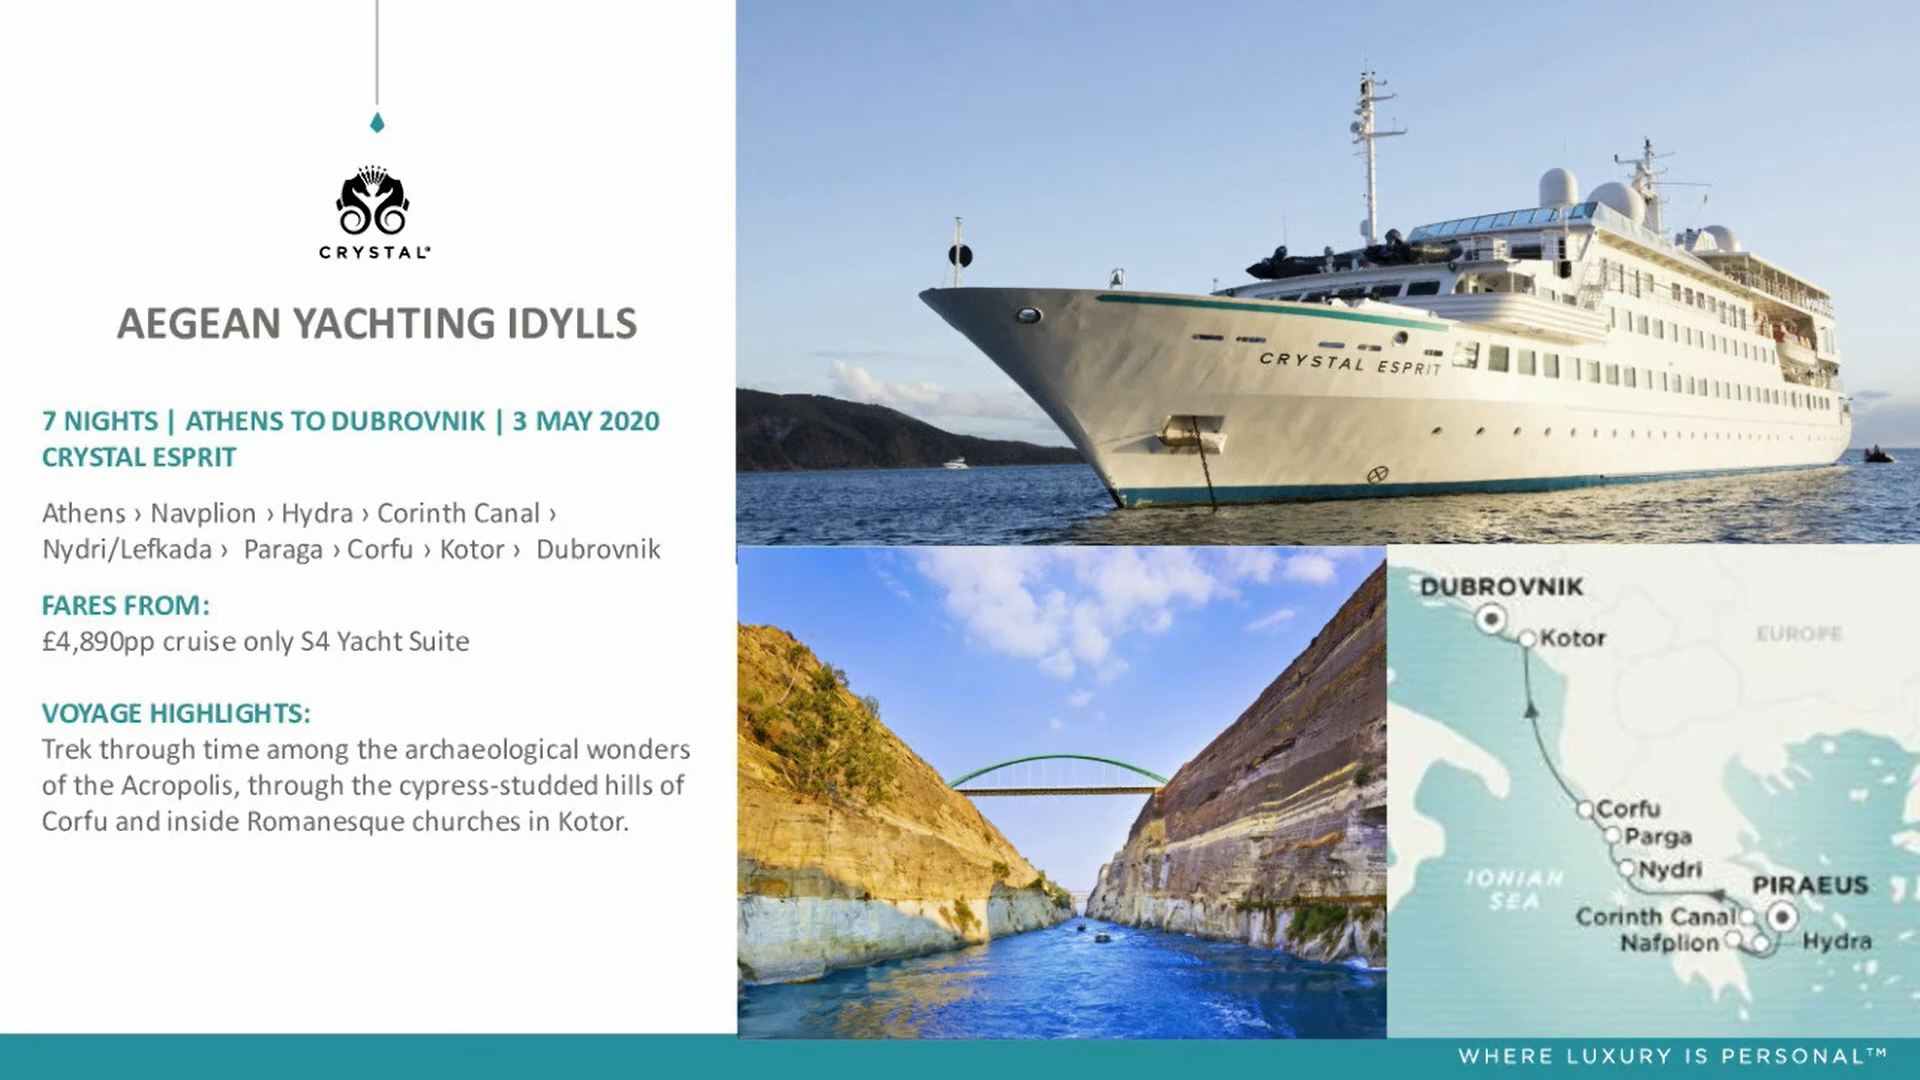 CRYSTAL®
AEGEAN YACHTING IDYLLS
7 NIGHTS | ATHENS TO DUBROVNIK | 3 MAY 2020
CRYSTAL ESPRIT
Athens › Navplion › Hydra › Corinth Canal ›
Nydri/Lefkada › Paraga › Corfu › Kotor › Dubrovnik
FARES FROM:
£4,890pp cruise only S4 Yacht Suite
VOYAGE HIGHLIGHTS:
Trek through time among the archaeological wonders
of the Acropolis, through the cypress-studded hills of
Corfu and inside Romanesque churches in Kotor.
CRYSTAL ESPRIT
DUBROVNIK
Kotor
EUROPE
Corfu
Parga
Nydri
IONIAN
SEA
PIRAEUS
Corinth Canal
Nafplion
Hydra
WHERE LUXURY IS PERSONAL™